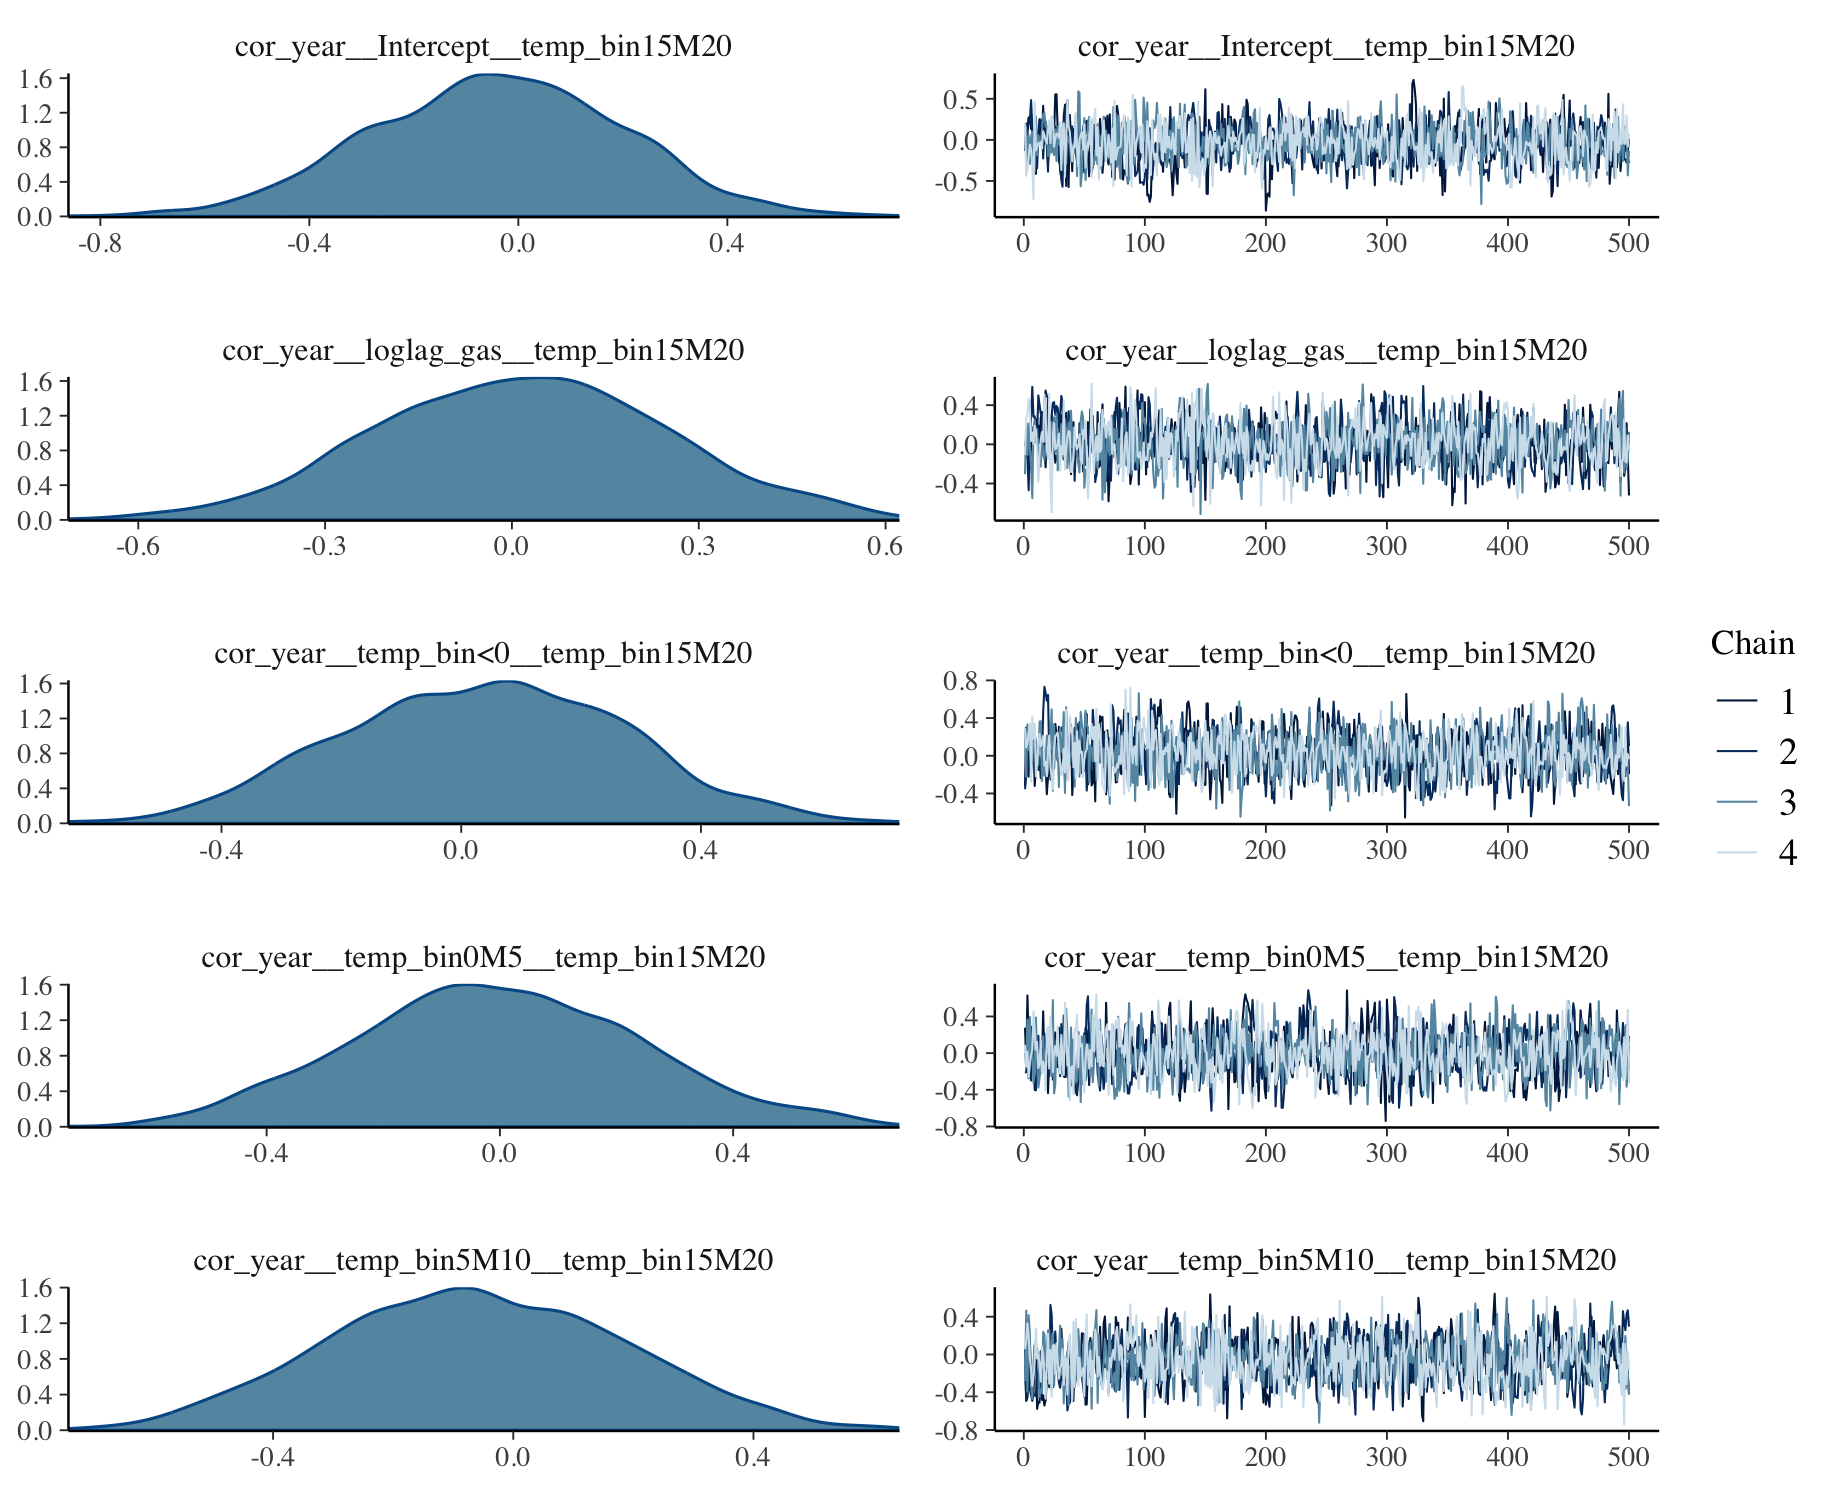 cor_year__Intercept__temp_bin15M20 cor_year__Intercept__temp_bin15M20
1.6
1.2
0.8
0.4
0.0
-0.8 -0.4 0.0 0.4
0.5
0.0
-0.5
0 100 200 300 400 500
cor_year__loglag_gas__temp_bin15M20 cor_year__loglag_gas__temp_bin15M20
1.6
1.2
0.8
0.4
0.0
-0.6 -0.3 0.0 0.3 0.6
0.4
0.0
-0.4
0 100 200 300 400 500
cor_year__temp_bin<0__temp_bin15M20 cor_year__temp_bin<0__temp_bin15M20
1.6
1.2
0.8
0.4
0.0
-0.4 0.0 0.4
0.8
0.4
0.0
-0.4
0 100 200 300 400 500
cor_year__temp_bin0M5__temp_bin15M20 cor_year__temp_bin0M5__temp_bin15M20
1.6
1.2
0.8
0.4
0.0
-0.4 0.0 0.4
0.4
0.0
-0.4
-0.8
0 100 200 300 400 500
cor_year__temp_bin5M10__temp_bin15M20 cor_year__temp_bin5M10__temp_bin15M20
1.6
1.2
0.8
0.4
0.0
-0.4 0.0 0.4
0.4
0.0
-0.4
-0.8
0 100 200 300 400 500
Chain
1
2
3
4